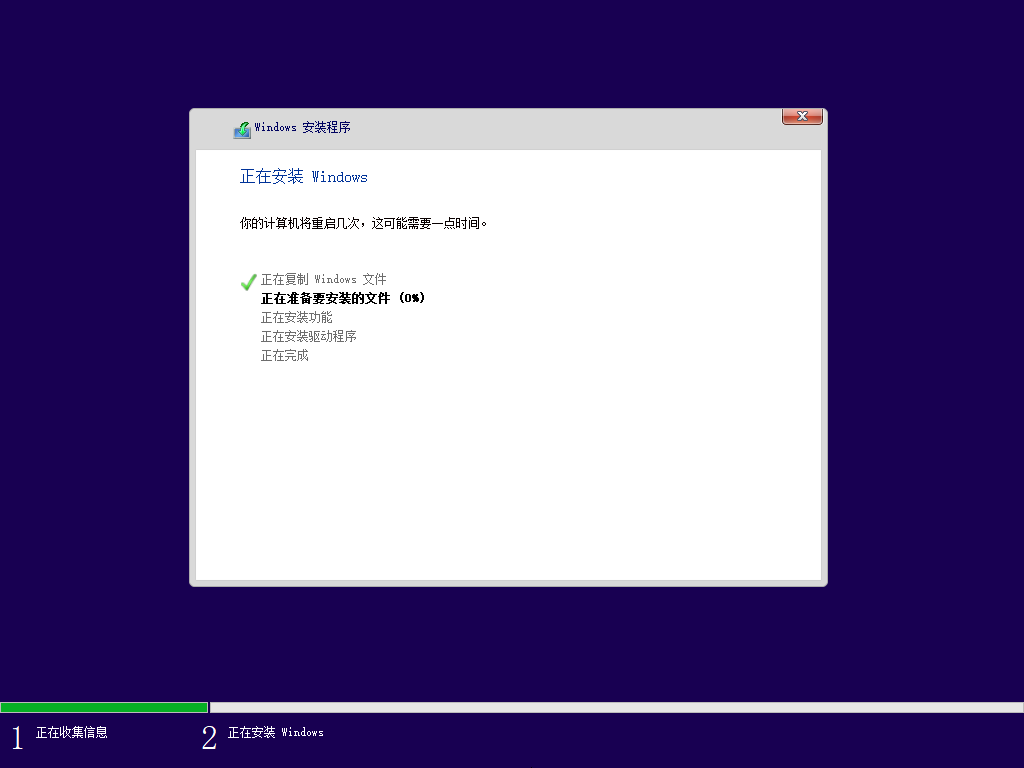 Windows 安装程序
正在安装 Windows
你的计算机将重启几次，这可能需要一点时间。
正在复制 Windows 文件
正在准备要安装的文件 (0%)
正在安装功能
正在安装驱动程序
正在完成
1 正在收集信息
2 正在安装 Windows